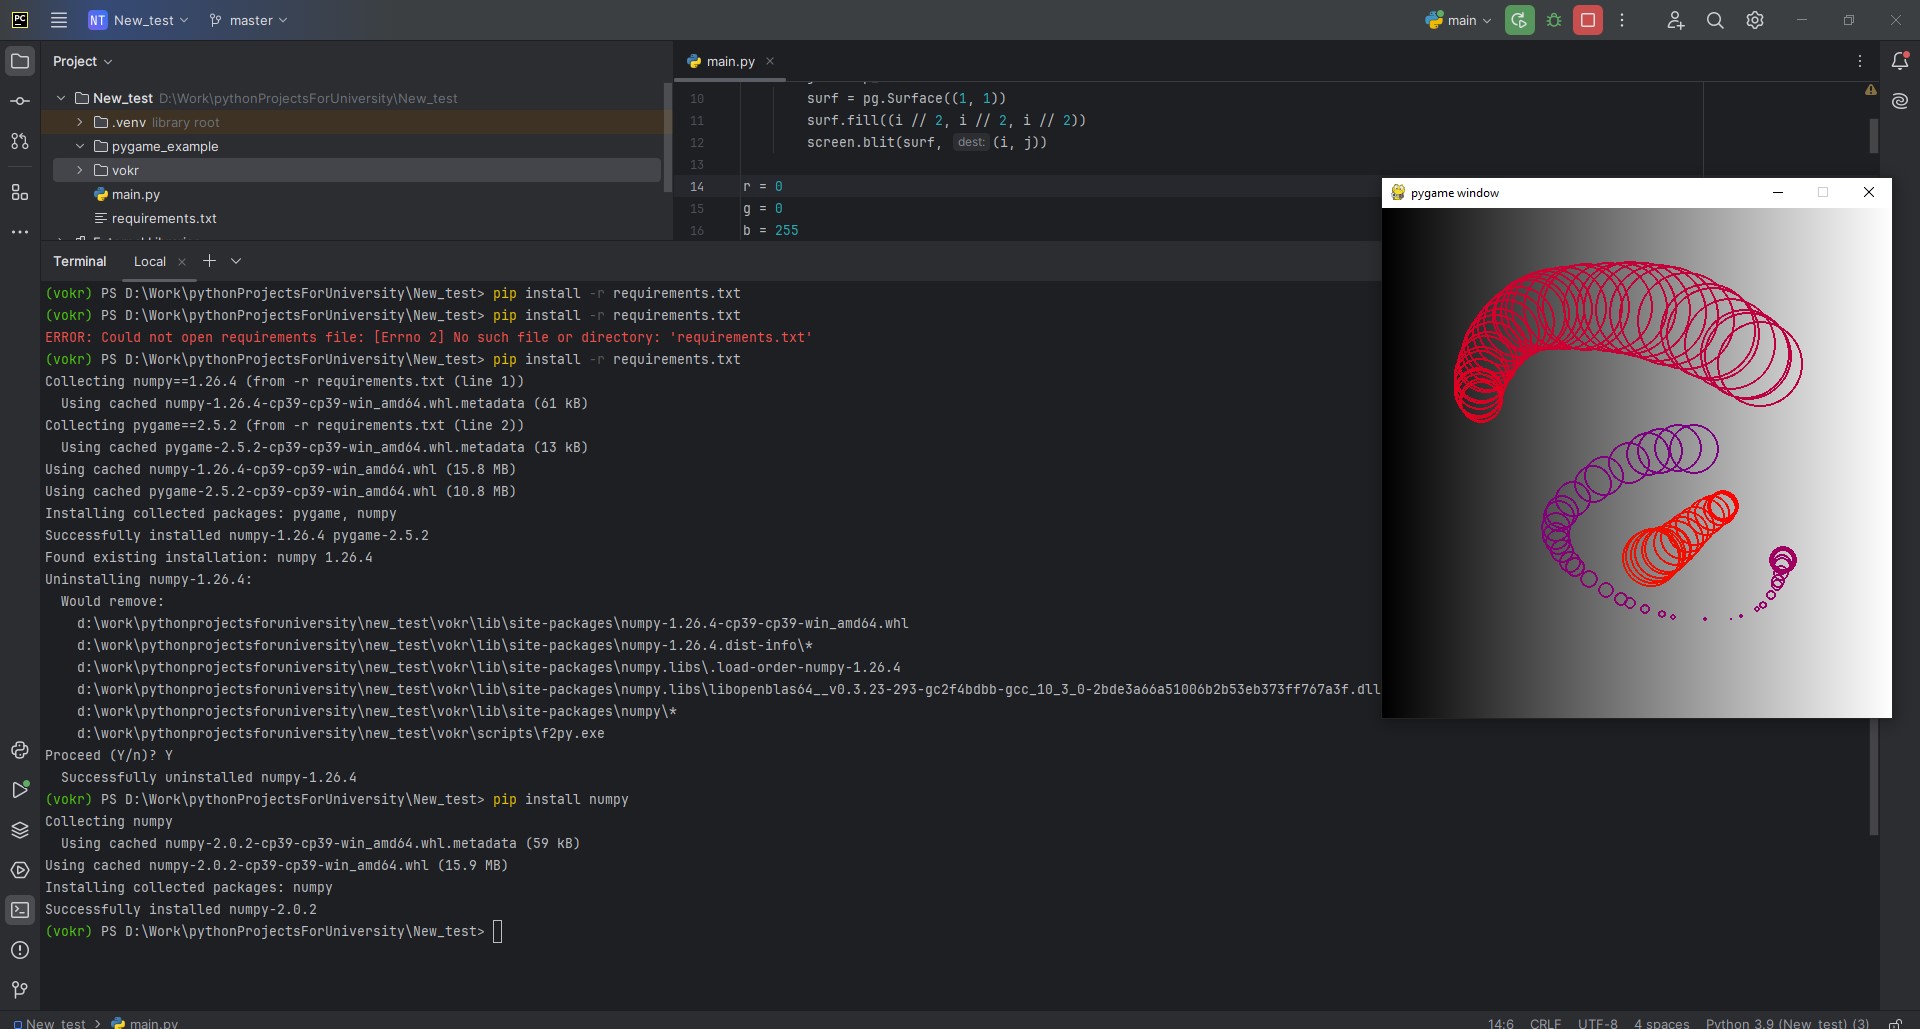 PC NT New_test master main
Project
main.py
New_test D:\Work\pythonProjectsForUniversity\New_test
.venv library root
pygame_example
vokr
main.py
requirements.txt
10 surf = pg.Surface((1, 1))
11 surf.fill((i // 2, i // 2, i // 2))
12 screen.blit(surf, dest: (i, j))
13
14 r = 0
15 g = 0
16 b = 255
pygame window
Terminal Local
(vokr) PS D:\Work\pythonProjectsForUniversity\New_test> pip install -r requirements.txt
(vokr) PS D:\Work\pythonProjectsForUniversity\New_test> pip install -r requirements.txt
ERROR: Could not open requirements file: [Errno 2] No such file or directory: 'requirements.txt'
(vokr) PS D:\Work\pythonProjectsForUniversity\New_test> pip install -r requirements.txt
Collecting numpy==1.26.4 (from -r requirements.txt (line 1))
Using cached numpy-1.26.4-cp39-cp39-win_amd64.whl.metadata (61 kB)
Collecting pygame==2.5.2 (from -r requirements.txt (line 2))
Using cached pygame-2.5.2-cp39-cp39-win_amd64.whl.metadata (13 kB)
Using cached numpy-1.26.4-cp39-cp39-win_amd64.whl (15.8 MB)
Using cached pygame-2.5.2-cp39-cp39-win_amd64.whl (10.8 MB)
Installing collected packages: pygame, numpy
Successfully installed numpy-1.26.4 pygame-2.5.2
Found existing installation: numpy 1.26.4
Uninstalling numpy-1.26.4:
Would remove:
d:\work\pythonprojectsforuniversity\new_test\vokr\lib\site-packages\numpy-1.26.4-cp39-cp39-win_amd64.whl
d:\work\pythonprojectsforuniversity\new_test\vokr\lib\site-packages\numpy-1.26.4.dist-info\*
d:\work\pythonprojectsforuniversity\new_test\vokr\lib\site-packages\numpy.libs\.load-order-numpy-1.26.4
d:\work\pythonprojectsforuniversity\new_test\vokr\lib\site-packages\numpy.libs\libopenblas64__v0.3.23-293-gc2f4bdbb-gcc_10_3_0-2bde3a66a51006b2b53eb373ff767a3f.dll
d:\work\pythonprojectsforuniversity\new_test\vokr\lib\site-packages\numpy\*
d:\work\pythonprojectsforuniversity\new_test\vokr\scripts\f2py.exe
Proceed (Y/n)? Y
Successfully uninstalled numpy-1.26.4
(vokr) PS D:\Work\pythonProjectsForUniversity\New_test> pip install numpy
Collecting numpy
Using cached numpy-2.0.2-cp39-cp39-win_amd64.whl.metadata (59 kB)
Using cached numpy-2.0.2-cp39-cp39-win_amd64.whl (15.9 MB)
Installing collected packages: numpy
Successfully installed numpy-2.0.2
(vokr) PS D:\Work\pythonProjectsForUniversity\New_test>
New_test > main.py 14:6 CRLF UTF-8 4 spaces Python 3.9 (New_test) (3)